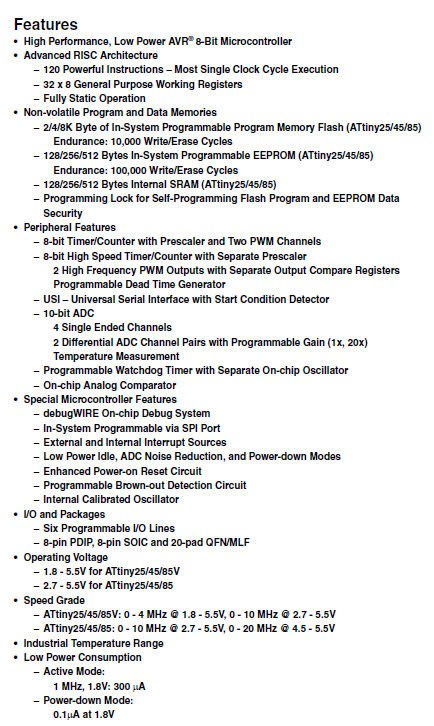 Features
• High Performance, Low Power AVR® 8-Bit Microcontroller
• Advanced RISC Architecture
– 120 Powerful Instructions – Most Single Clock Cycle Execution
– 32 x 8 General Purpose Working Registers
– Fully Static Operation
• Non-volatile Program and Data Memories
– 2/4/8K Byte of In-System Programmable Program Memory Flash (ATtiny25/45/85)
Endurance: 10,000 Write/Erase Cycles
– 128/256/512 Bytes In-System Programmable EEPROM (ATtiny25/45/85)
Endurance: 100,000 Write/Erase Cycles
– 128/256/512 Bytes Internal SRAM (ATtiny25/45/85)
– Programming Lock for Self-Programming Flash Program and EEPROM Data
Security
• Peripheral Features
– 8-bit Timer/Counter with Prescaler and Two PWM Channels
– 8-bit High Speed Timer/Counter with Separate Prescaler
2 High Frequency PWM Outputs with Separate Output Compare Registers
Programmable Dead Time Generator
– USI – Universal Serial Interface with Start Condition Detector
– 10-bit ADC
4 Single Ended Channels
2 Differential ADC Channel Pairs with Programmable Gain (1x, 20x)
Temperature Measurement
– Programmable Watchdog Timer with Separate On-chip Oscillator
– On-chip Analog Comparator
• Special Microcontroller Features
– debugWIRE On-chip Debug System
– In-System Programmable via SPI Port
– External and Internal Interrupt Sources
– Low Power Idle, ADC Noise Reduction, and Power-down Modes
– Enhanced Power-on Reset Circuit
– Programmable Brown-out Detection Circuit
– Internal Calibrated Oscillator
• I/O and Packages
– Six Programmable I/O Lines
– 8-pin PDIP, 8-pin SOIC and 20-pad QFN/MLF
• Operating Voltage
– 1.8 - 5.5V for ATtiny25/45/85V
– 2.7 - 5.5V for ATtiny25/45/85
• Speed Grade
– ATtiny25/45/85V: 0 - 4 MHz @ 1.8 - 5.5V, 0 - 10 MHz @ 2.7 - 5.5V
– ATtiny25/45/85: 0 - 10 MHz @ 2.7 - 5.5V, 0 - 20 MHz @ 4.5 - 5.5V
• Industrial Temperature Range
• Low Power Consumption
– Active Mode:
1 MHz, 1.8V: 300 µA
– Power-down Mode:
0.1µA at 1.8V